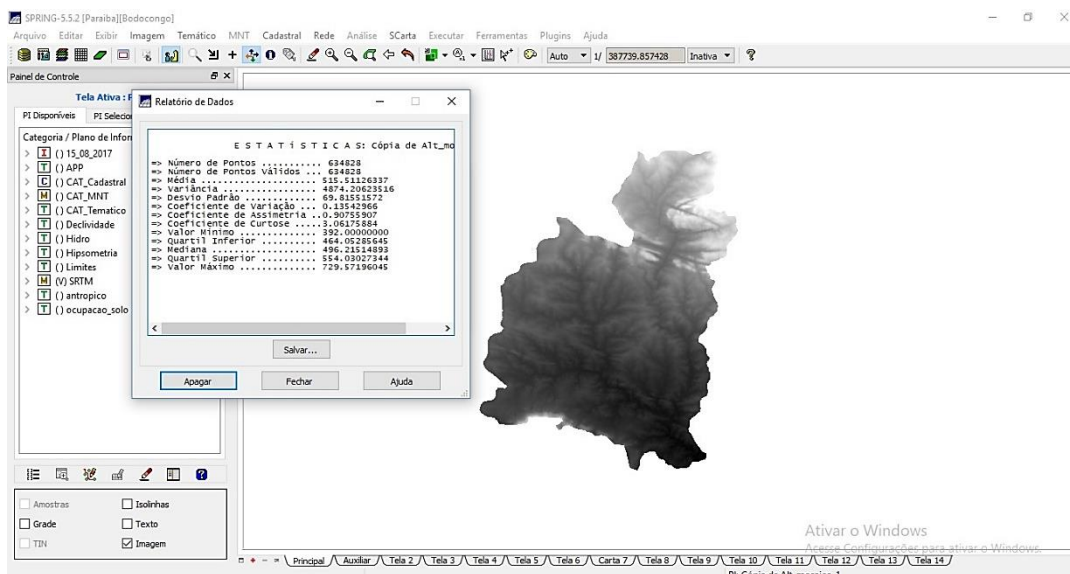 SPRING-5.5.2 [Paraiba][Bodocongo]
Arquivo Editar Exibir Imagem Temático MNT Cadastral Rede Análise SCarta Executar Ferramentas Plugins Ajuda
Auto 1/ 387739.857428 Inativa
Painel de Controle
Tela Ativa :
PI Disponíveis PI Selecio
Categoria / Plano de Infor
() 15_08_2017
() APP
() CAT_Cadastral
() CAT_MNT
() CAT_Tematico
() Declividade
() Hidro
() Hipsometria
() Limites
(V) SRTM
() antropico
() ocupacao_solo
Relatório de Dados
E S T A T í S T I C A S: Cópia de Alt_mo
=> Número de Pontos ........... 634828
=> Número de Pontos Válidos ... 634828
=> Média ...................... 515.51126337
=> Variância .................. 4874.20623516
=> Desvio Padrão .............. 69.81551572
=> Coeficiente de Variação ... 0.13542966
=> Coeficiente de Assimetria ..0.90755907
=> Coeficiente de Curtose .....3.06175884
=> Valor Mínimo ............... 392.00000000
=> Quartil Inferior .......... 464.05285645
=> Mediana .................... 496.21514893
=> Quartil Superior .......... 554.03027344
=> Valor Máximo .............. 729.57196045
Salvar...
Apagar Fechar Ajuda
Amostras Isolinhas
Grade Texto
TIN Imagem
Ativar o Windows
Acesse Configurações para ativar o Windows.
Principal Auxiliar Tela 2 Tela 3 Tela 4 Tela 5 Tela 6 Carta 7 Tela 8 Tela 9 Tela 10 Tela 11 Tela 12 Tela 13 Tela 14